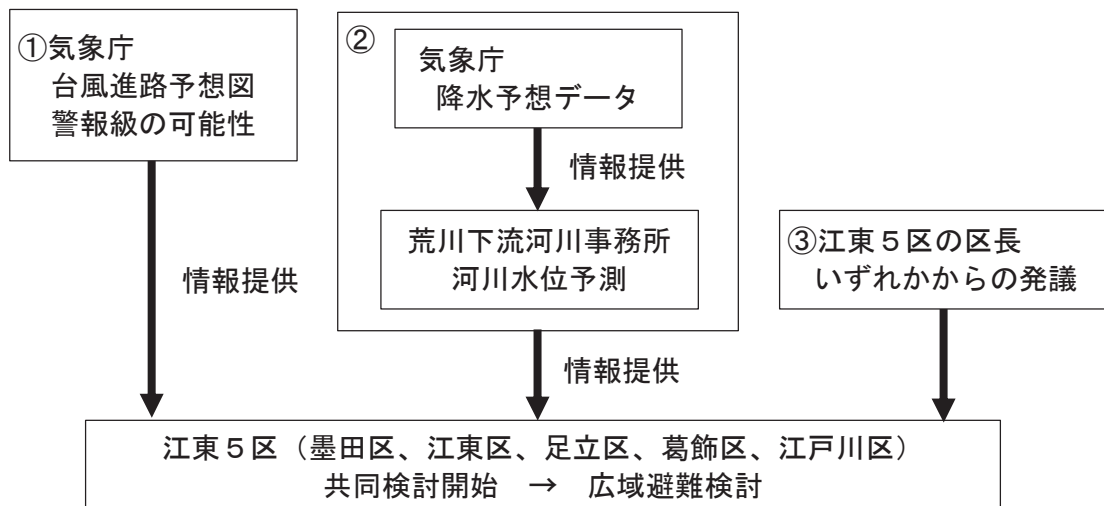 ①気象庁
台風進路予想図
警報級の可能性
情報提供
②
気象庁
降水予想データ
情報提供
荒川下流河川事務所
河川水位予測
情報提供
③江東５区の区長
いずれかからの発議
江東５区（墨田区、江東区、足立区、葛飾区、江戸川区）
共同検討開始　→　広域避難検討